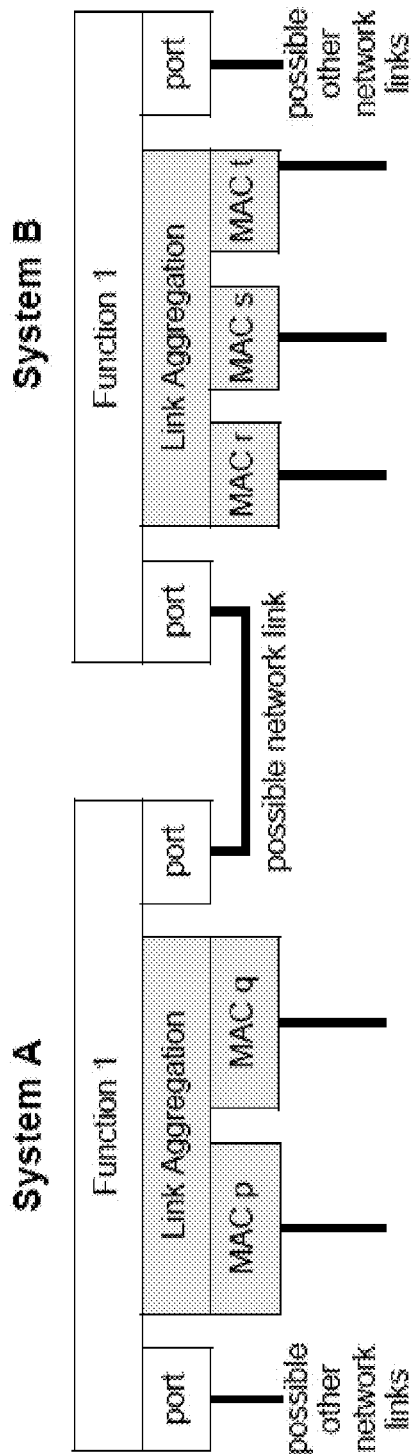 System A
Function 1
port
Link Aggregation
port
MAC p
MAC q
possible
other
network
links
possible network link
System B
Function 1
port
Link Aggregation
port
MAC r
MAC s
MAC t
possible
other
network
links